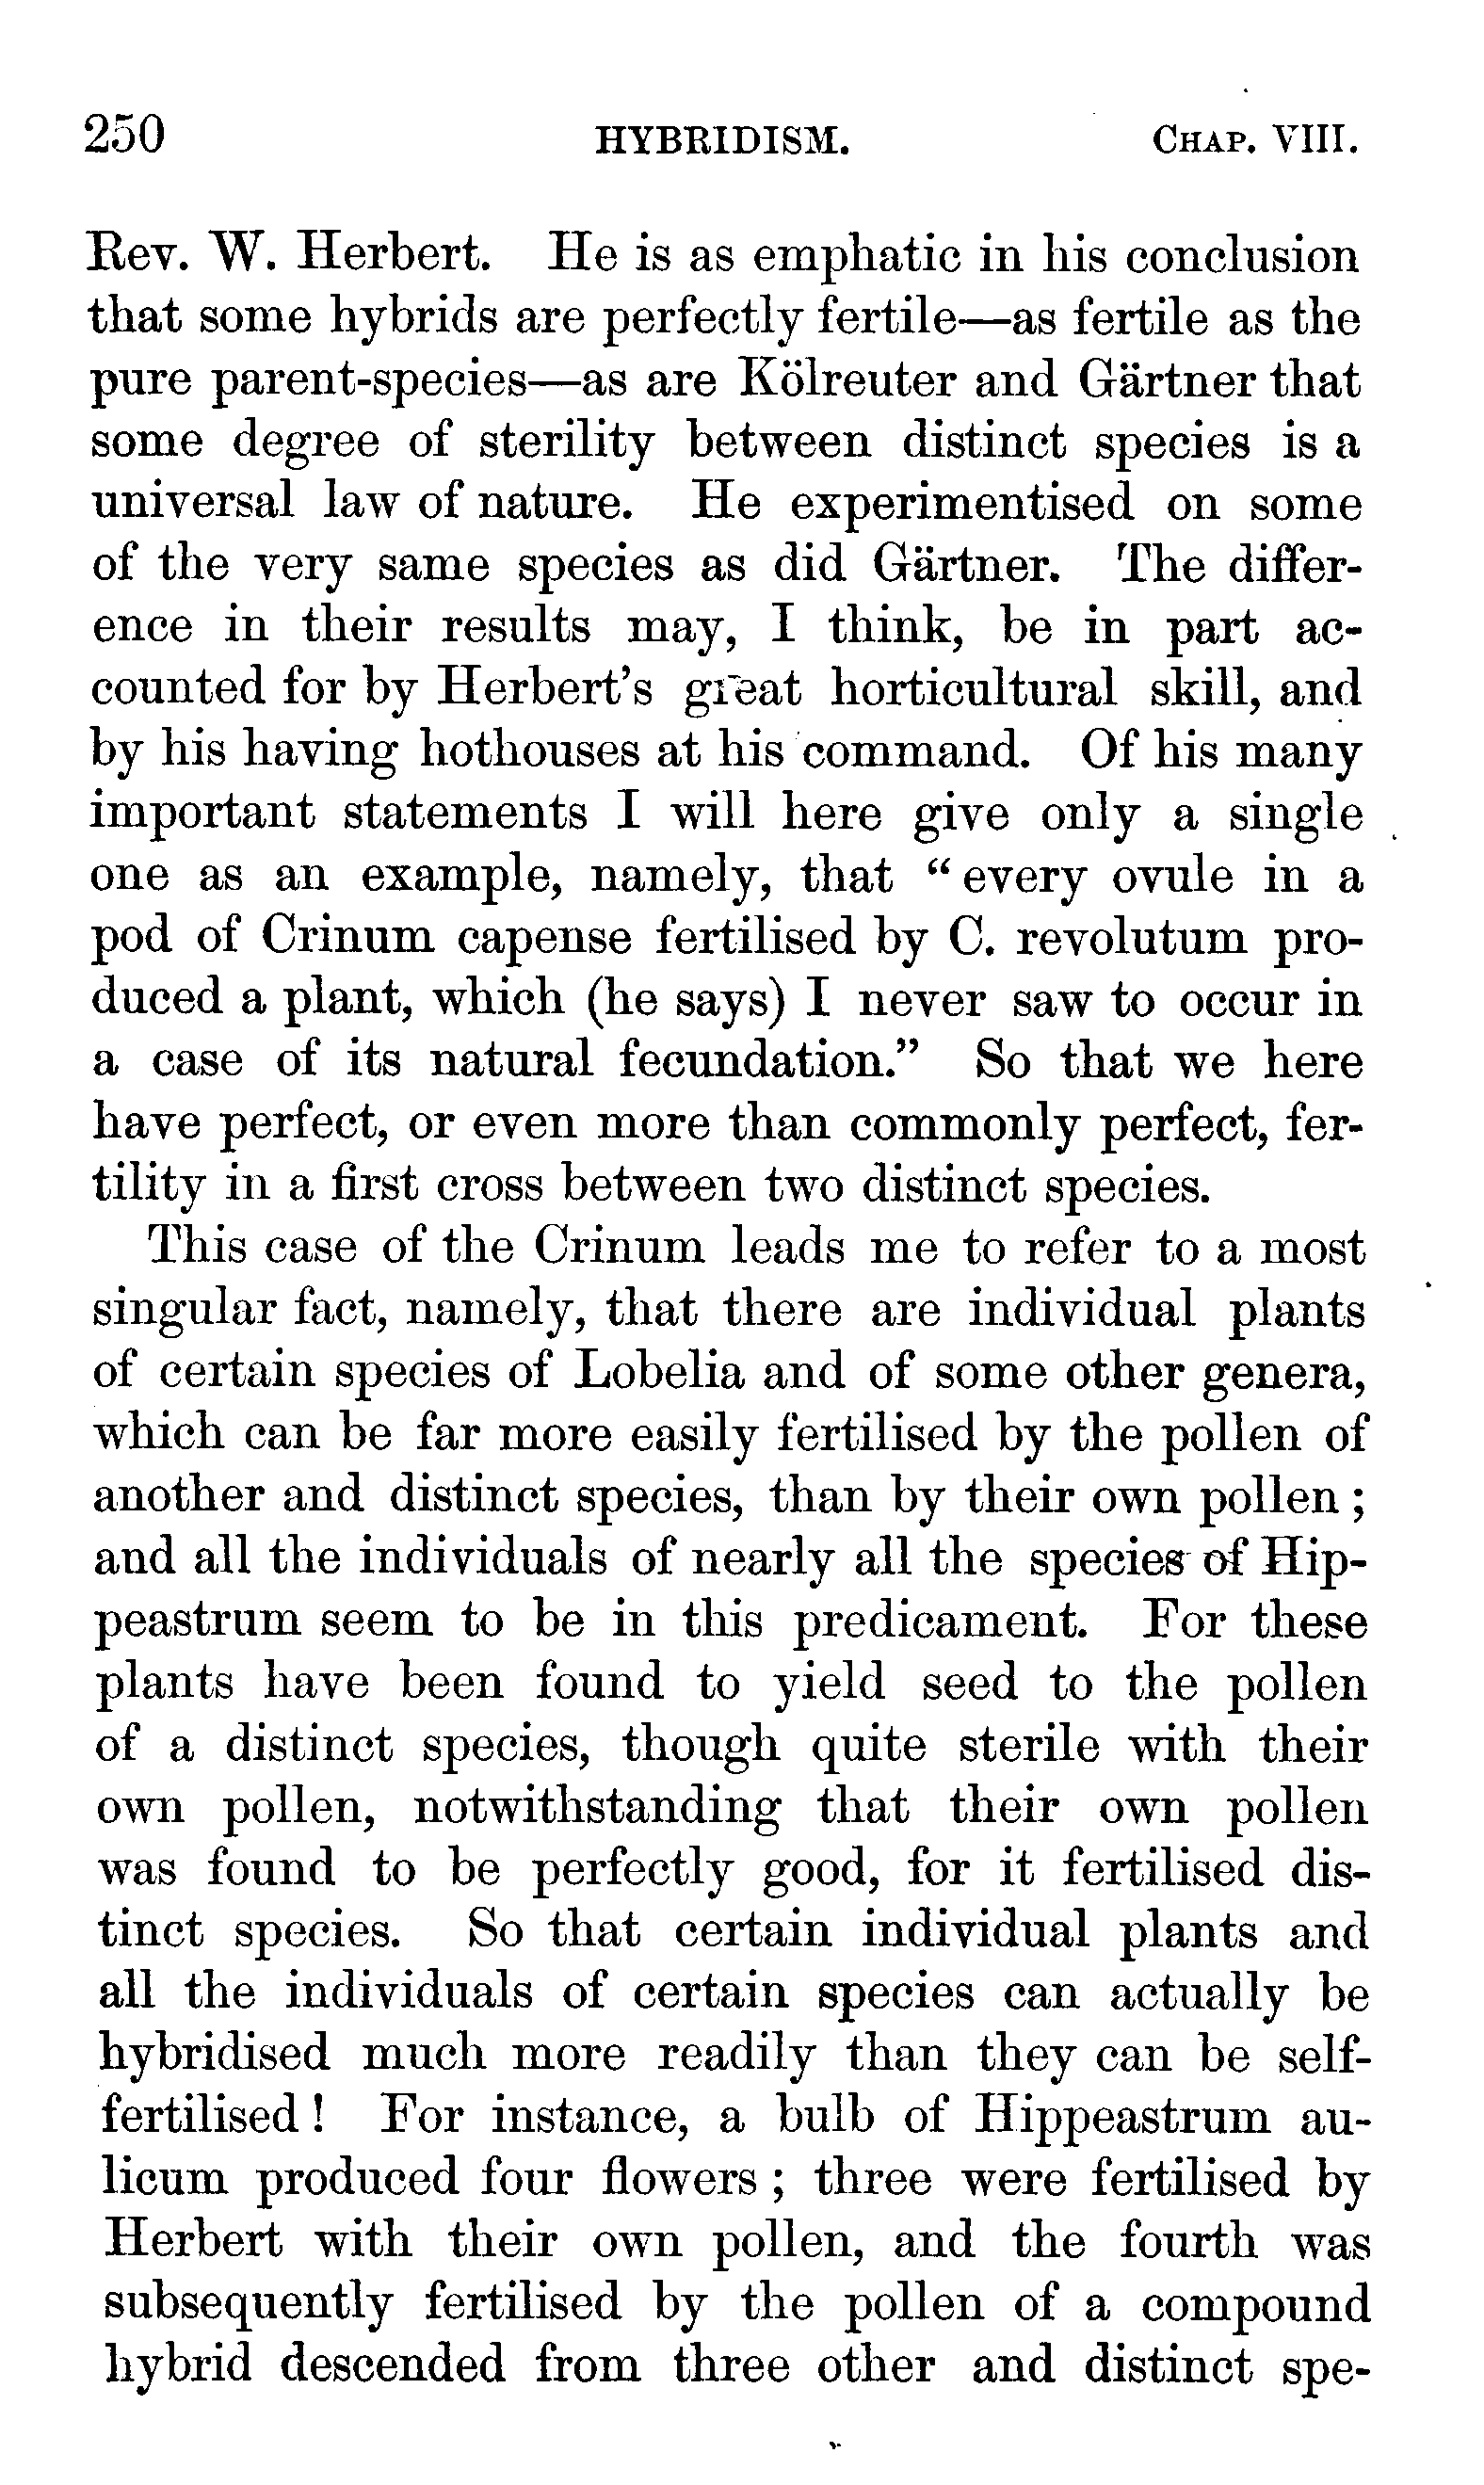 250 HYBRIDISM. CHAP. VIII.
Rev. W. Herbert. He is as emphatic in his conclusion
that some hybrids are perfectly fertile—as fertile as the
pure parent-species—as are Kölreuter and Gärtner that
some degree of sterility between distinct species is a
universal law of nature. He experimentised on some
of the very same species as did Gärtner. The differ-
ence in their results may, I think, be in part ac-
counted for by Herbert's great horticultural skill, and
by his having hothouses at his command. Of his many
important statements I will here give only a single
one as an example, namely, that “every ovule in a
pod of Crinum capense fertilised by C. revolutum pro-
duced a plant, which (he says) I never saw to occur in
a case of its natural fecundation.” So that we here
have perfect, or even more than commonly perfect, fer-
tility in a first cross between two distinct species.
This case of the Crinum leads me to refer to a most
singular fact, namely, that there are individual plants
of certain species of Lobelia and of some other genera,
which can be far more easily fertilised by the pollen of
another and distinct species, than by their own pollen;
and all the individuals of nearly all the species of Hip-
peastrum seem to be in this predicament. For these
plants have been found to yield seed to the pollen
of a distinct species, though quite sterile with their
own pollen, notwithstanding that their own pollen
was found to be perfectly good, for it fertilised dis-
tinct species. So that certain individual plants and
all the individuals of certain species can actually be
hybridised much more readily than they can be self-
fertilised! For instance, a bulb of Hippeastrum au-
licum produced four flowers; three were fertilised by
Herbert with their own pollen, and the fourth was
subsequently fertilised by the pollen of a compound
hybrid descended from three other and distinct spe-